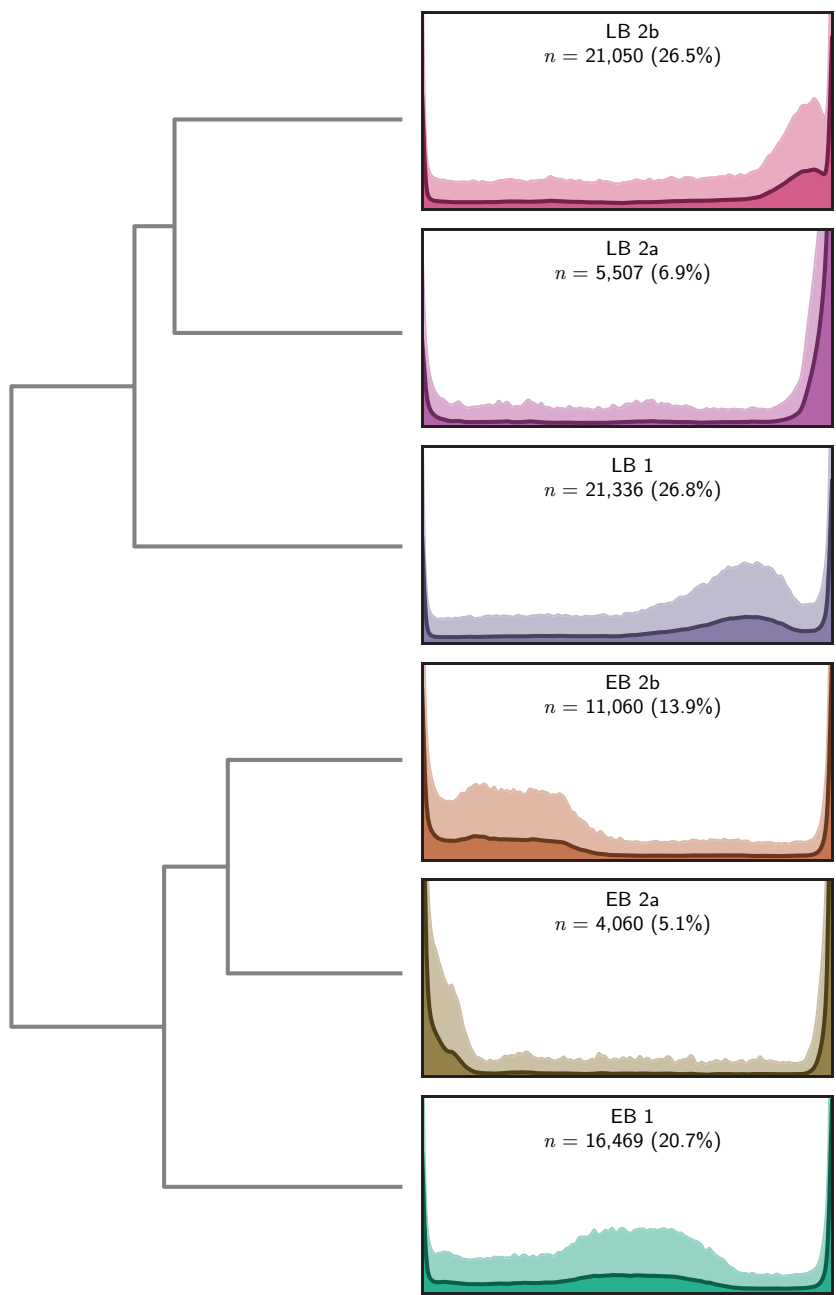 LB 2b
n = 21,050 (26.5%)
LB 2a
n = 5,507 (6.9%)
LB 1
n = 21,336 (26.8%)
EB 2b
n = 11,060 (13.9%)
EB 2a
n = 4,060 (5.1%)
EB 1
n = 16,469 (20.7%)